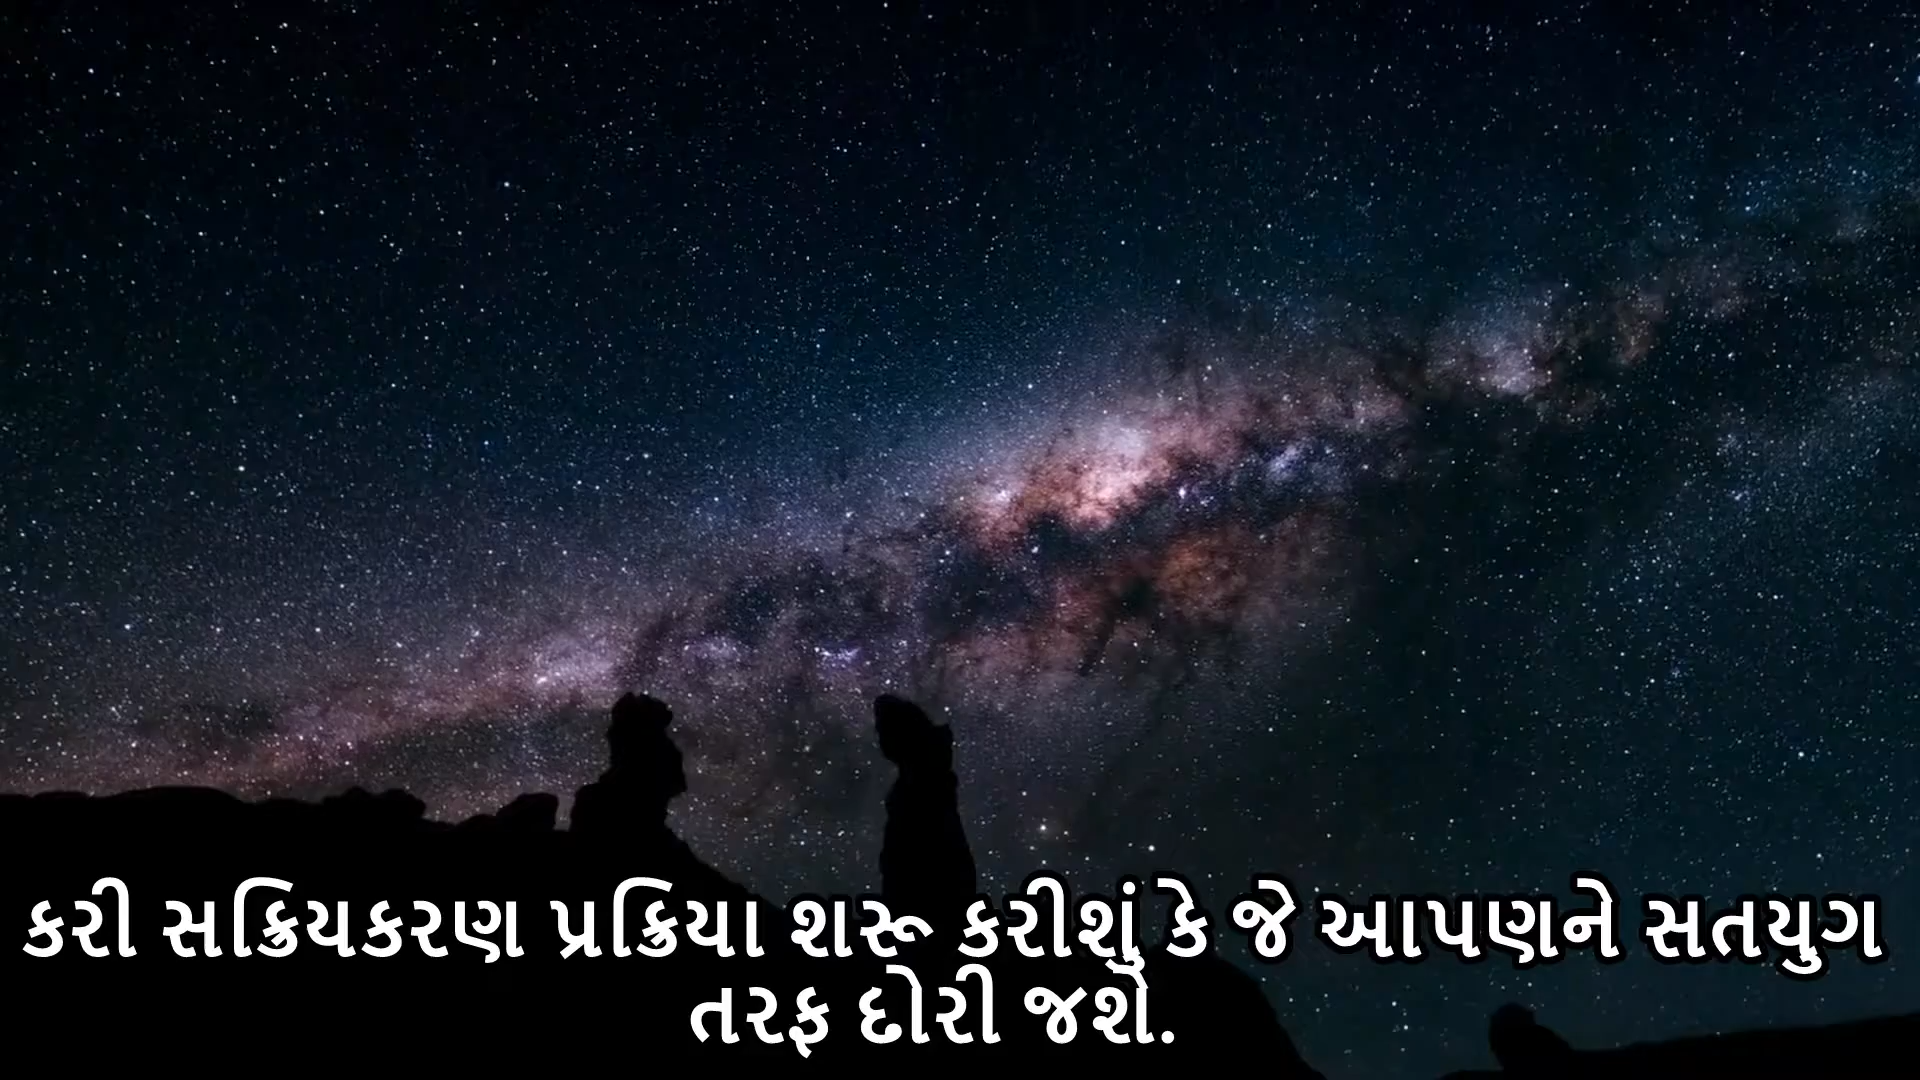 કરી સક્રિયકરણ પ્રક્રિયા શરૂ કરીશું કે જે આપણને સતયુગ
તરફ દોરી જશે.